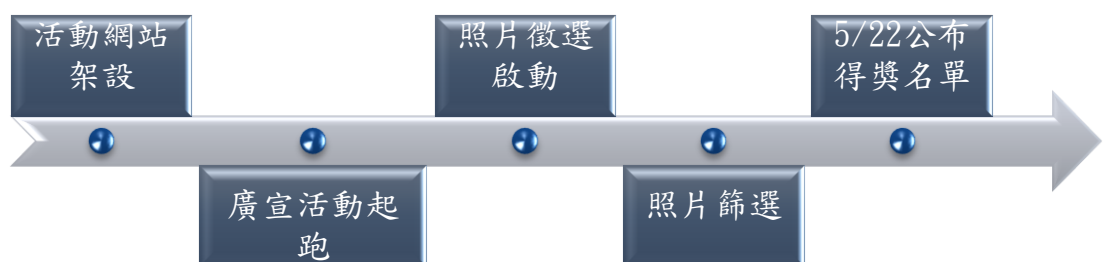 活動網站
架設
廣宣活動起
跑
照片徵選
啟動
照片篩選
5/22公布
得獎名單